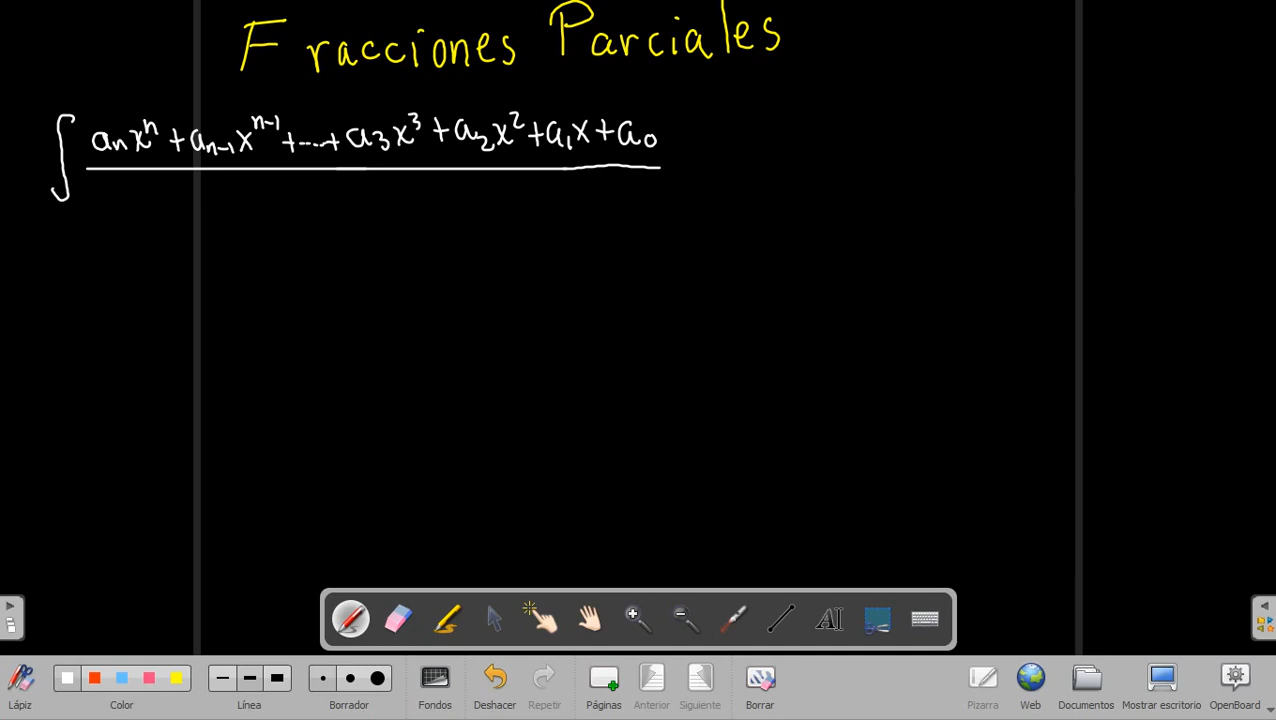 Fracciones Parciales
∫ aₙxⁿ + aₙ₋₁xⁿ⁻¹ + ... + a₃x³ + a₂x² + a₁x + a₀
Lápiz Color Línea Borrador Fondos Deshacer Repetir Páginas Anterior Siguiente Borrar Pizarra Web Documentos Mostrar escritorio OpenBoard